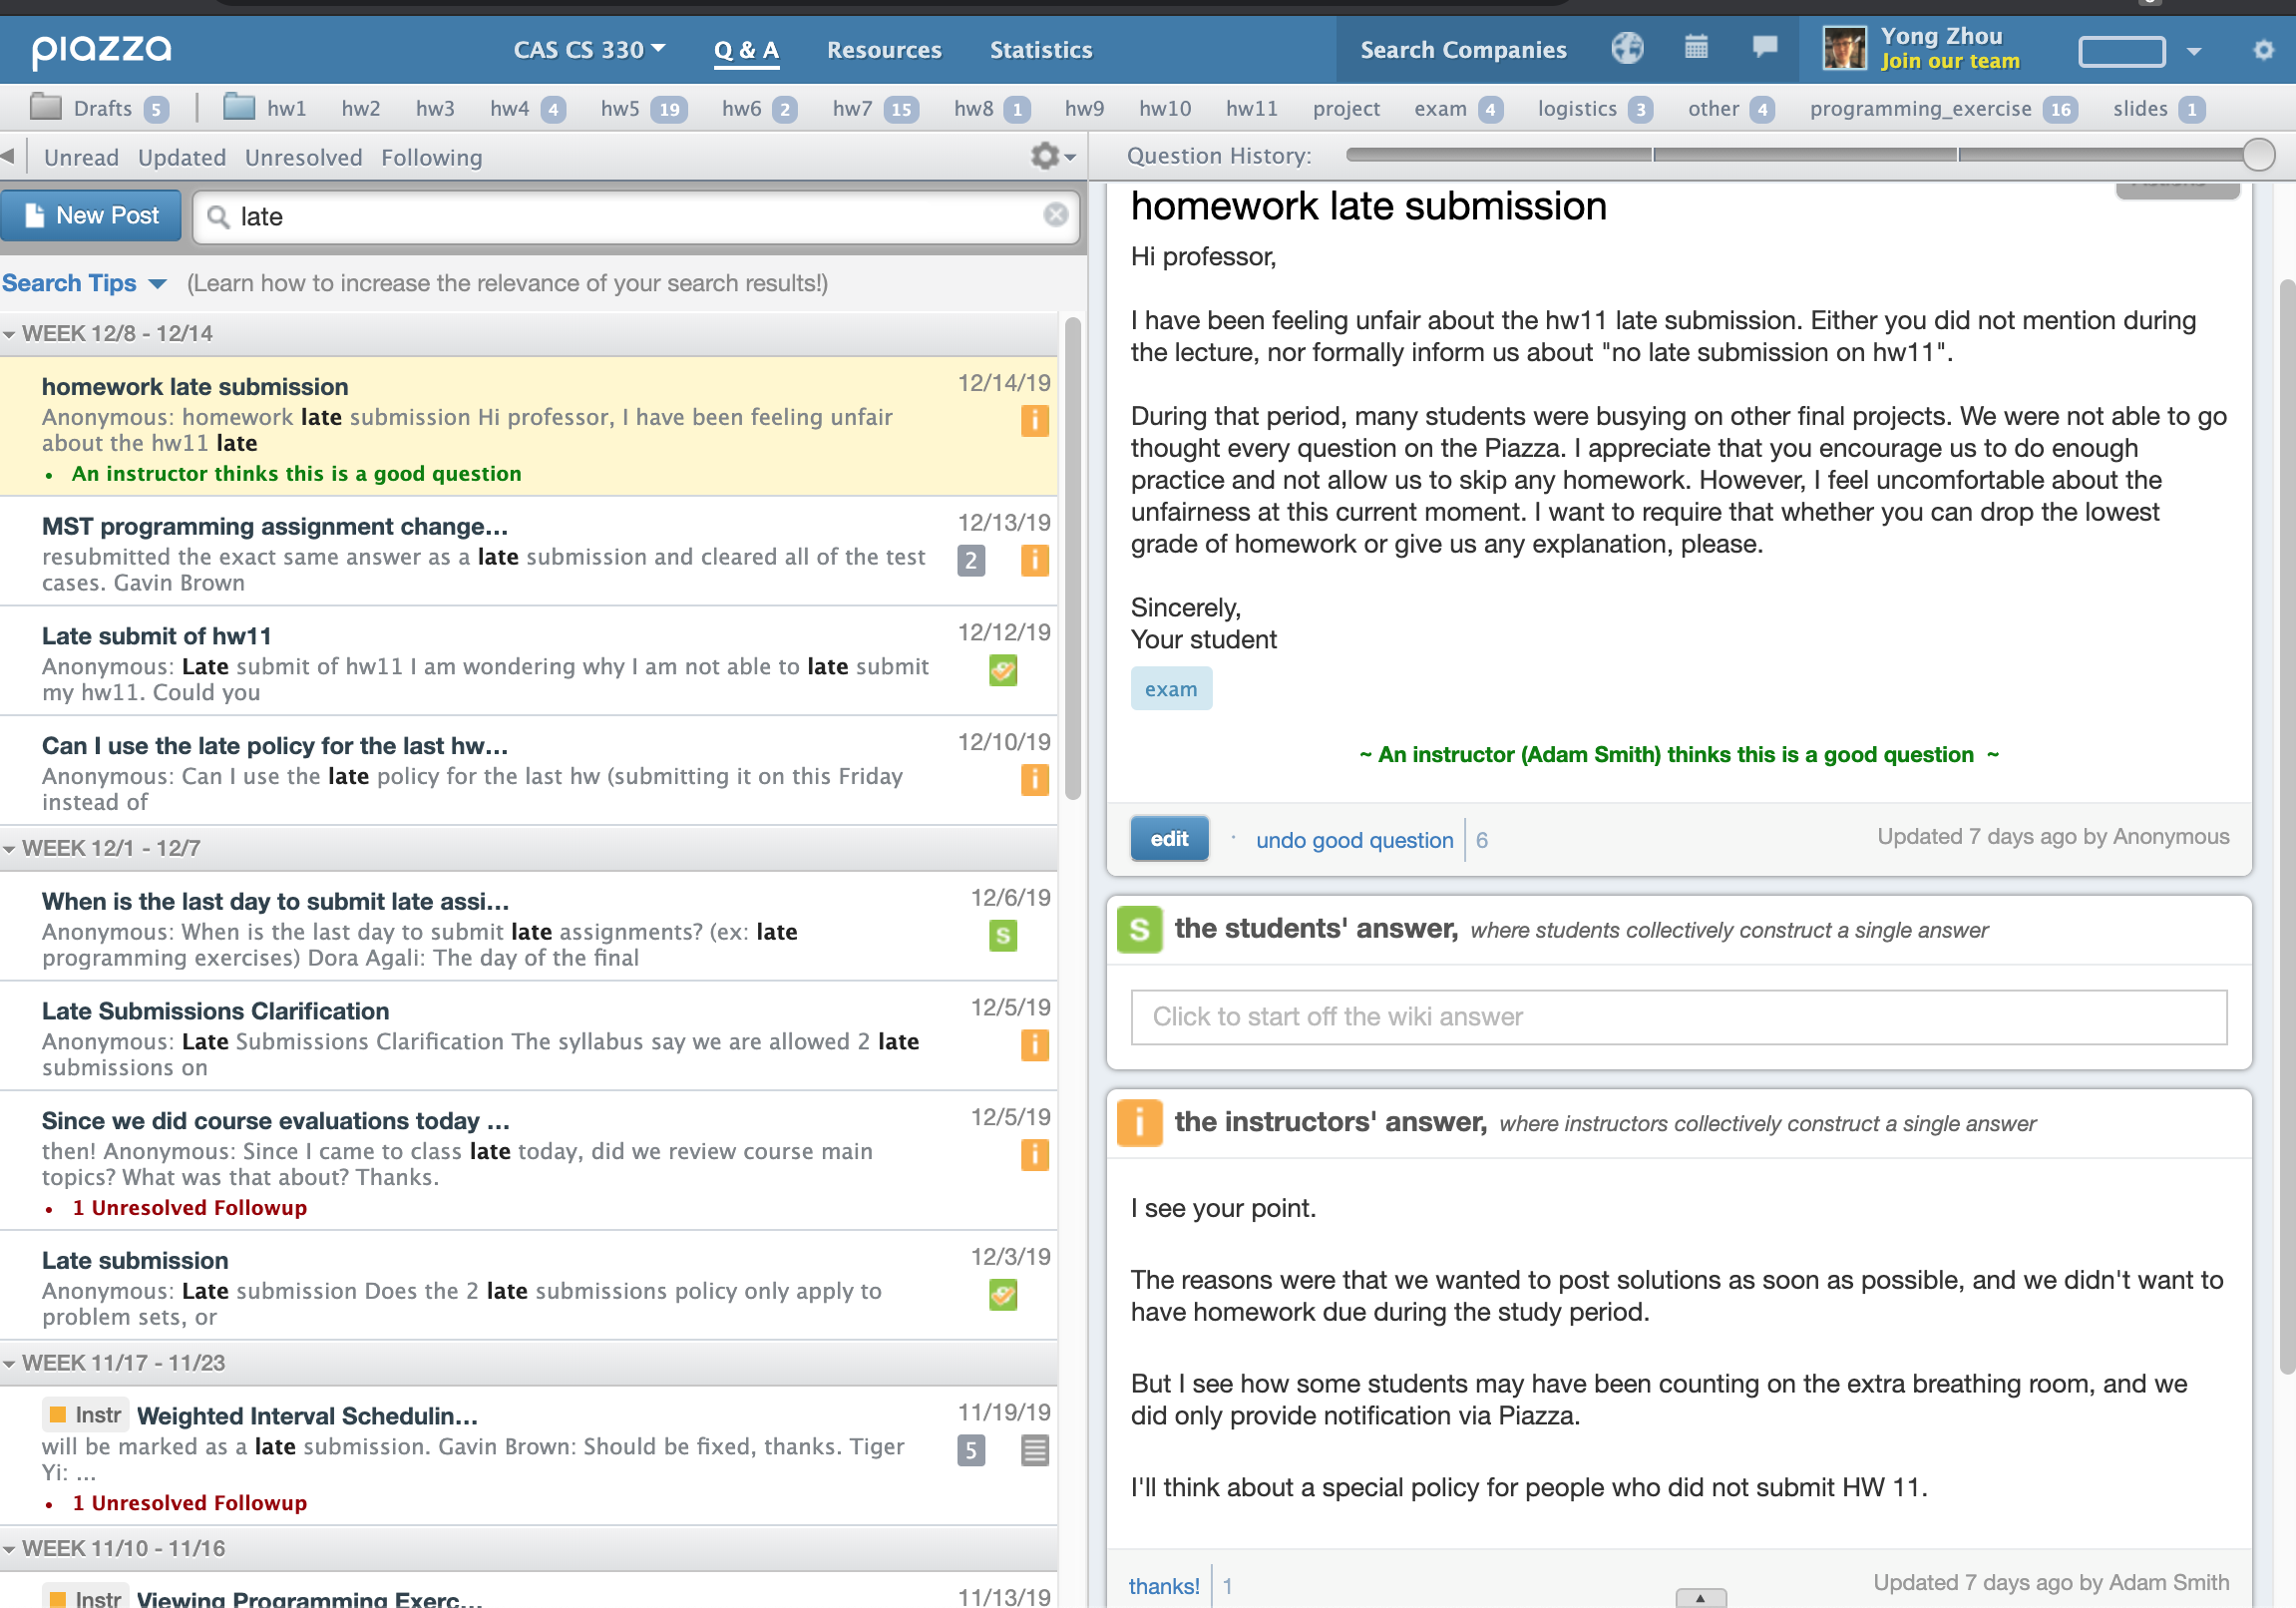 piazza
CAS CS 330
Q & A
Resources
Statistics
Search Companies
Yong Zhou
Join our team
Drafts 5
hw1
hw2
hw3
hw4 4
hw5 19
hw6 2
hw7 15
hw8 1
hw9
hw10
hw11
project
exam 4
logistics 3
other 4
programming_exercise 16
slides 1
Unread Updated Unresolved Following
New Post
late
Search Tips (Learn how to increase the relevance of your search results!)
WEEK 12/8 - 12/14
homework late submission 12/14/19
Anonymous: homework late submission Hi professor, I have been feeling unfair i
about the hw11 late
• An instructor thinks this is a good question
MST programming assignment change... 12/13/19
resubmitted the exact same answer as a late submission and cleared all of the test 2 i
cases. Gavin Brown
Late submit of hw11 12/12/19
Anonymous: Late submit of hw11 I am wondering why I am not able to late submit
my hw11. Could you
Can I use the late policy for the last hw... 12/10/19
Anonymous: Can I use the late policy for the last hw (submitting it on this Friday i
instead of
WEEK 12/1 - 12/7
When is the last day to submit late assi... 12/6/19
Anonymous: When is the last day to submit late assignments? (ex: late S
programming exercises) Dora Agali: The day of the final
Late Submissions Clarification 12/5/19
Anonymous: Late Submissions Clarification The syllabus say we are allowed 2 late i
submissions on
Since we did course evaluations today ... 12/5/19
then! Anonymous: Since I came to class late today, did we review course main i
topics? What was that about? Thanks.
• 1 Unresolved Followup
Late submission 12/3/19
Anonymous: Late submission Does the 2 late submissions policy only apply to
problem sets, or
WEEK 11/17 - 11/23
Instr Weighted Interval Schedulin... 11/19/19
will be marked as a late submission. Gavin Brown: Should be fixed, thanks. Tiger 5
Yi: ...
• 1 Unresolved Followup
WEEK 11/10 - 11/16
Instr Viewing Programming Exerc... 11/13/19
Question History:
homework late submission
Hi professor,
I have been feeling unfair about the hw11 late submission. Either you did not mention during
the lecture, nor formally inform us about "no late submission on hw11".
During that period, many students were busying on other final projects. We were not able to go
thought every question on the Piazza. I appreciate that you encourage us to do enough
practice and not allow us to skip any homework. However, I feel uncomfortable about the
unfairness at this current moment. I want to require that whether you can drop the lowest
grade of homework or give us any explanation, please.
Sincerely,
Your student
exam
~ An instructor (Adam Smith) thinks this is a good question ~
edit · undo good question 6 Updated 7 days ago by Anonymous
S the students' answer, where students collectively construct a single answer
Click to start off the wiki answer
i the instructors' answer, where instructors collectively construct a single answer
I see your point.
The reasons were that we wanted to post solutions as soon as possible, and we didn't want to
have homework due during the study period.
But I see how some students may have been counting on the extra breathing room, and we
did only provide notification via Piazza.
I'll think about a special policy for people who did not submit HW 11.
thanks! 1 Updated 7 days ago by Adam Smith